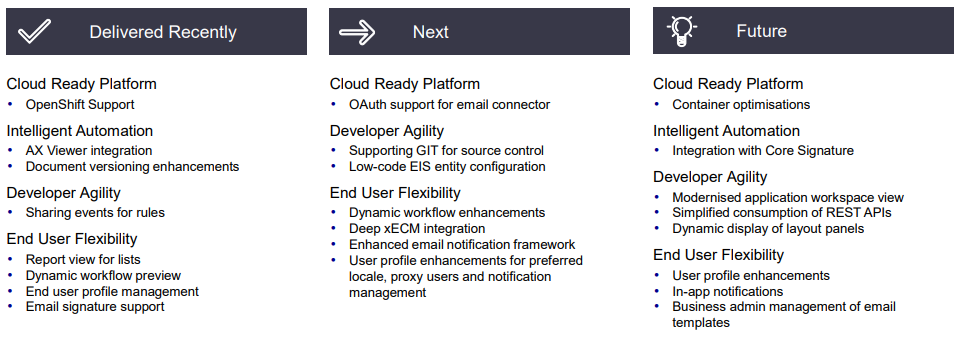 Delivered Recently
Cloud Ready Platform
• OpenShift Support
Intelligent Automation
• AX Viewer integration
• Document versioning enhancements
Developer Agility
• Sharing events for rules
End User Flexibility
• Report view for lists
• Dynamic workflow preview
• End user profile management
• Email signature support
Next
Cloud Ready Platform
• OAuth support for email connector
Developer Agility
• Supporting GIT for source control
• Low-code EIS entity configuration
End User Flexibility
• Dynamic workflow enhancements
• Deep xECM integration
• Enhanced email notification framework
• User profile enhancements for preferred
locale, proxy users and notification
management
Future
Cloud Ready Platform
• Container optimisations
Intelligent Automation
• Integration with Core Signature
Developer Agility
• Modernised application workspace view
• Simplified consumption of REST APIs
• Dynamic display of layout panels
End User Flexibility
• User profile enhancements
• In-app notifications
• Business admin management of email
templates